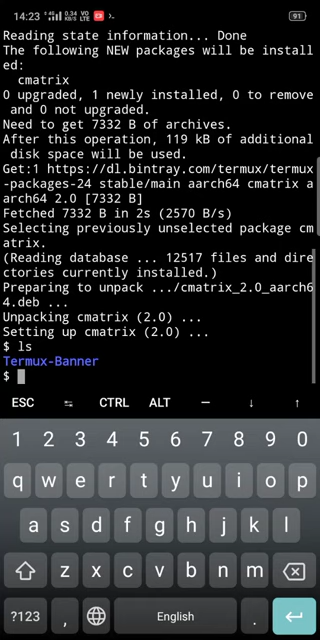 14:23 4G 0.34 KB/S VO LTE 91
Reading state information... Done
The following NEW packages will be install
ed:
  cmatrix
0 upgraded, 1 newly installed, 0 to remove
 and 0 not upgraded.
Need to get 7332 B of archives.
After this operation, 119 kB of additional
 disk space will be used.
Get:1 https://dl.bintray.com/termux/termux
-packages-24 stable/main aarch64 cmatrix a
arch64 2.0 [7332 B]
Fetched 7332 B in 2s (2570 B/s)
Selecting previously unselected package cm
atrix.
(Reading database ... 12517 files and dire
ctories currently installed.)
Preparing to unpack .../cmatrix_2.0_aarch6
4.deb ...
Unpacking cmatrix (2.0) ...
Setting up cmatrix (2.0) ...
$ ls
Termux-Banner
$
ESC CTRL ALT — ↓ ↑
1 2 3 4 5 6 7 8 9 0
q w e r t y u i o p
a s d f g h j k l
z x c v b n m
?123 , English .